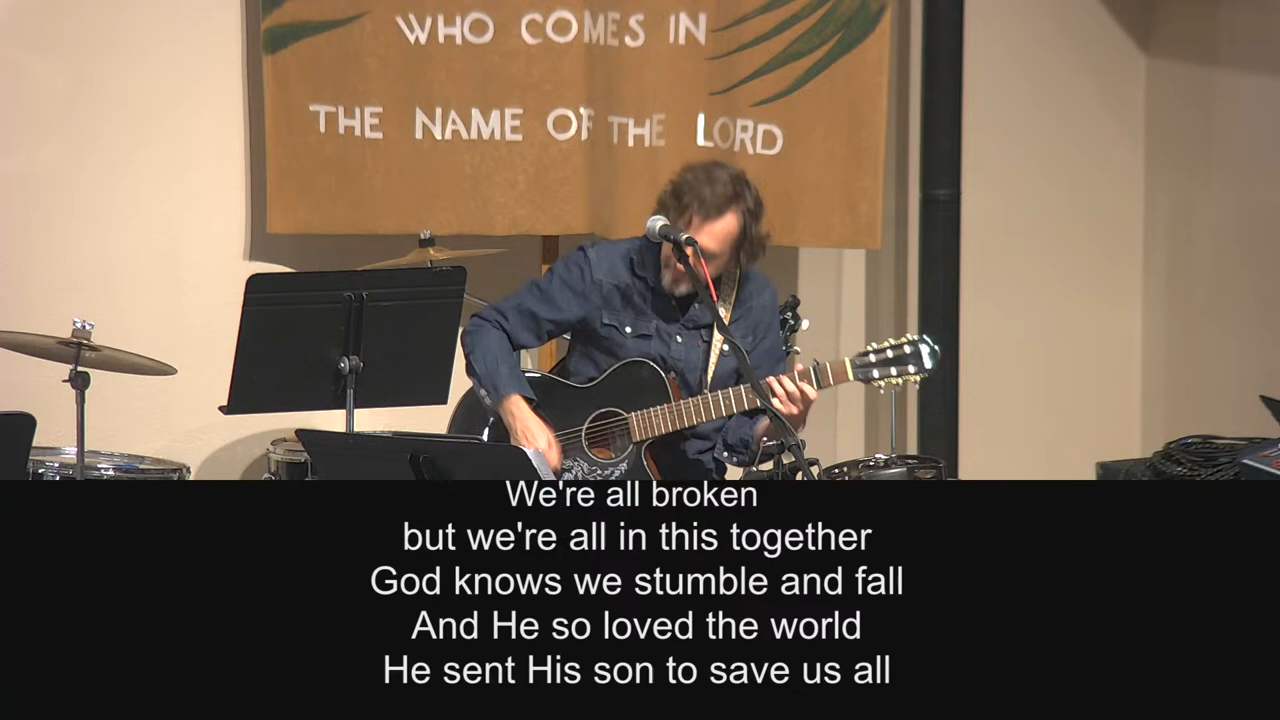 WHO COMES IN
THE NAME OF THE LORD
We're all broken
but we're all in this together
God knows we stumble and fall
And He so loved the world
He sent His son to save us all